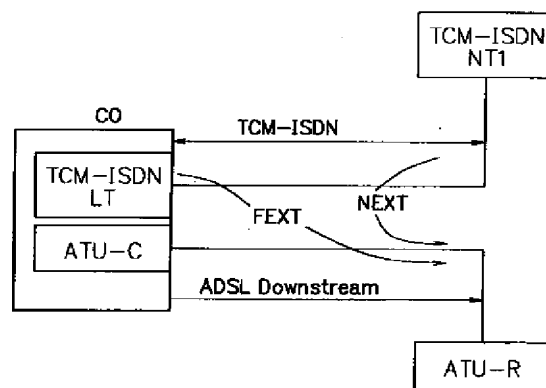 TCM-ISDN
NT1
CO
TCM-ISDN
TCM-ISDN
LT
FEXT
NEXT
ATU-C
ADSL Downstream
ATU-R